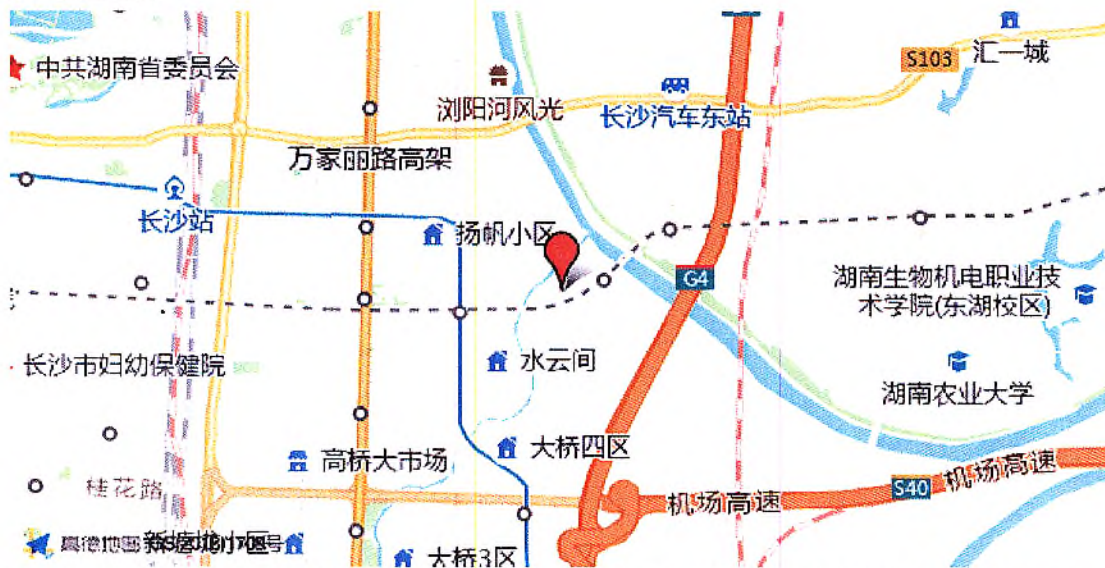 汇一城
S103
中共湖南省委员会
浏阳河风光
长沙汽车东站
万家丽路高架
长沙站
扬帆小区
G4
湖南生物机电职业技
术学院(东湖校区)
长沙市妇幼保健院
水云间
湖南农业大学
大桥四区
高桥大市场
机场高速
S40
机场高速
桂花路
大桥3区